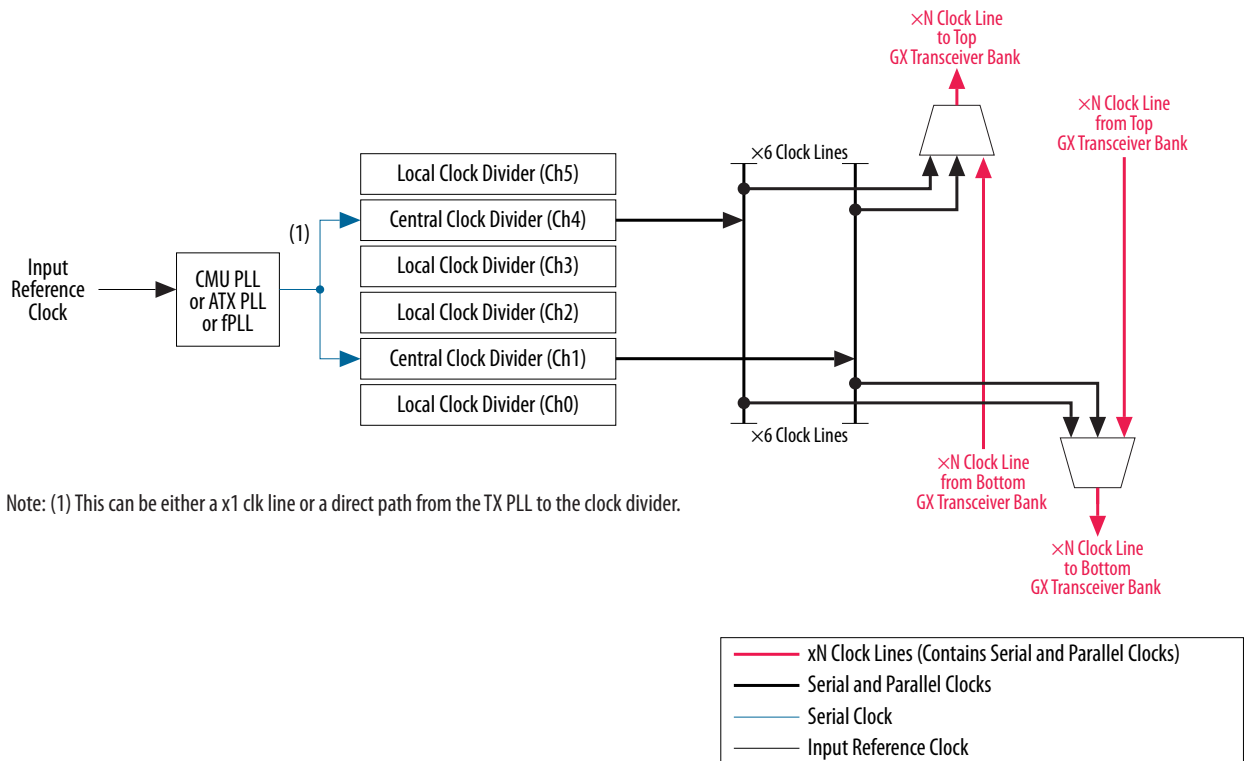 ×N Clock Line
to Top
GX Transceiver Bank
×N Clock Line
from Top
GX Transceiver Bank
×6 Clock Lines
Local Clock Divider (Ch5)
Central Clock Divider (Ch4)
Local Clock Divider (Ch3)
Local Clock Divider (Ch2)
Central Clock Divider (Ch1)
Local Clock Divider (Ch0)
(1)
Input
Reference
Clock
CMU PLL
or ATX PLL
or fPLL
×6 Clock Lines
×N Clock Line
from Bottom
GX Transceiver Bank
Note: (1) This can be either a x1 clk line or a direct path from the TX PLL to the clock divider.
×N Clock Line
to Bottom
GX Transceiver Bank
xN Clock Lines (Contains Serial and Parallel Clocks)
Serial and Parallel Clocks
Serial Clock
Input Reference Clock